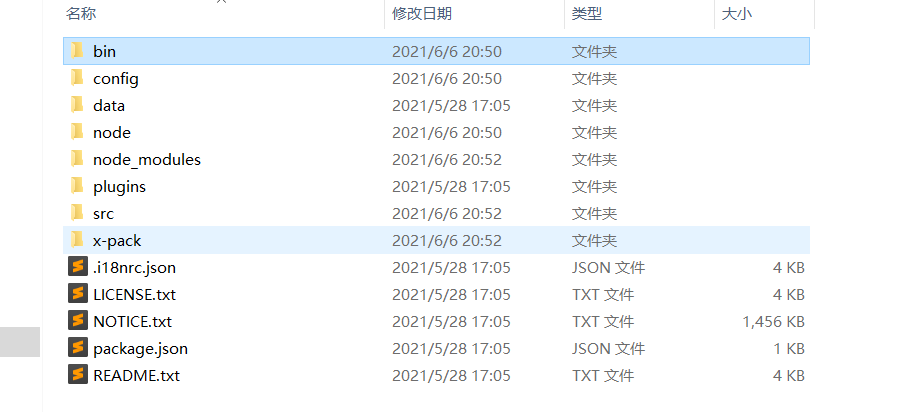 名称 修改日期 类型 大小
bin 2021/6/6 20:50 文件夹
config 2021/6/6 20:50 文件夹
data 2021/5/28 17:05 文件夹
node 2021/6/6 20:50 文件夹
node_modules 2021/6/6 20:52 文件夹
plugins 2021/5/28 17:05 文件夹
src 2021/6/6 20:52 文件夹
x-pack 2021/6/6 20:52 文件夹
.i18nrc.json 2021/5/28 17:05 JSON 文件 4 KB
LICENSE.txt 2021/5/28 17:05 TXT 文件 4 KB
NOTICE.txt 2021/5/28 17:05 TXT 文件 1,456 KB
package.json 2021/5/28 17:05 JSON 文件 1 KB
README.txt 2021/5/28 17:05 TXT 文件 4 KB